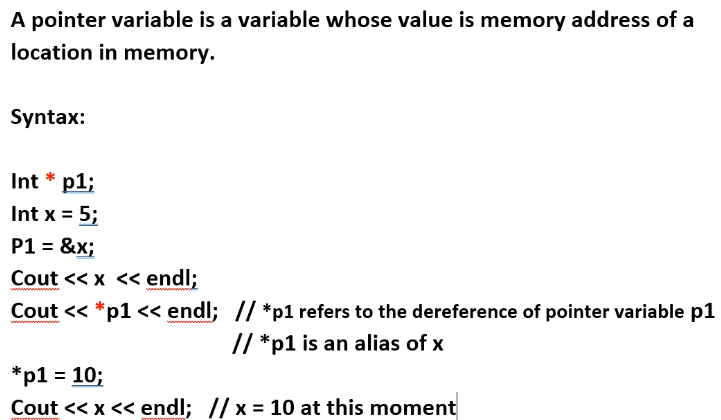 A pointer variable is a variable whose value is memory address of a
location in memory.
Syntax:
Int * p1;
Int x = 5;
P1 = &x;
Cout << x << endl;
Cout << *p1 << endl; // *p1 refers to the dereference of pointer variable p1
// *p1 is an alias of x
*p1 = 10;
Cout << x << endl; // x = 10 at this moment